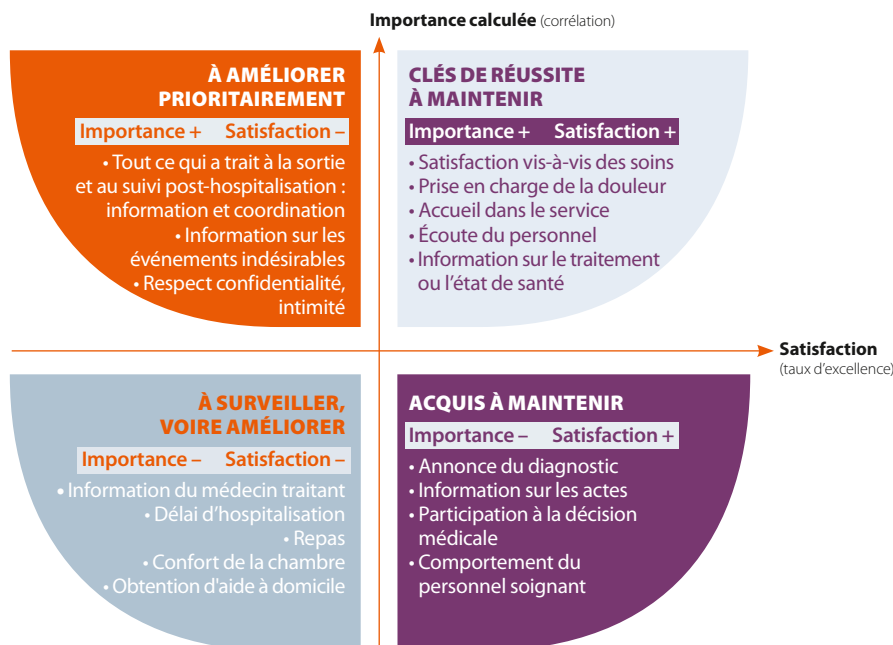 Importance calculée (corrélation)
À AMÉLIORER
PRIORITAIREMENT
Importance + Satisfaction –
• Tout ce qui a trait à la sortie
et au suivi post-hospitalisation :
information et coordination
• Information sur les
événements indésirables
• Respect confidentialité,
intimité
CLÉS DE RÉUSSITE
À MAINTENIR
Importance + Satisfaction +
• Satisfaction vis-à-vis des soins
• Prise en charge de la douleur
• Accueil dans le service
• Écoute du personnel
• Information sur le traitement
ou l’état de santé
Satisfaction
(taux d’excellence)
À SURVEILLER,
VOIRE AMÉLIORER
Importance – Satisfaction –
• Information du médecin traitant
• Délai d’hospitalisation
• Repas
• Confort de la chambre
• Obtention d'aide à domicile
ACQUIS À MAINTENIR
Importance – Satisfaction +
• Annonce du diagnostic
• Information sur les actes
• Participation à la décision
médicale
• Comportement du
personnel soignant